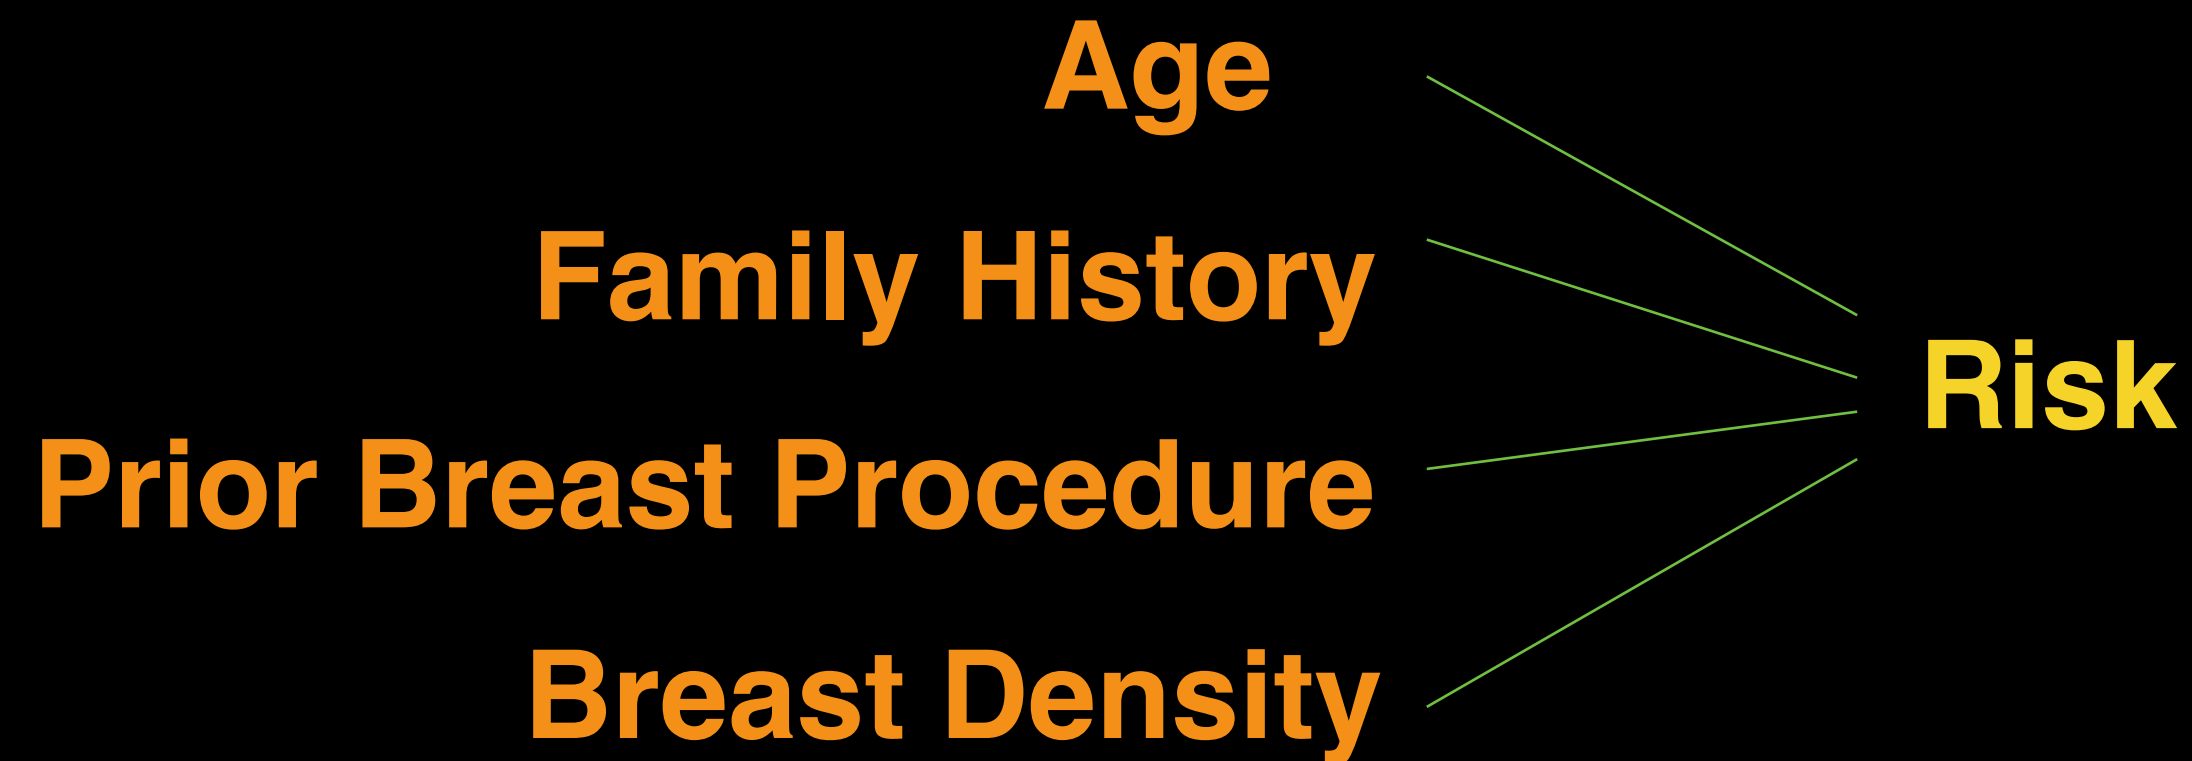 Age
Family History
Prior Breast Procedure
Breast Density
Risk